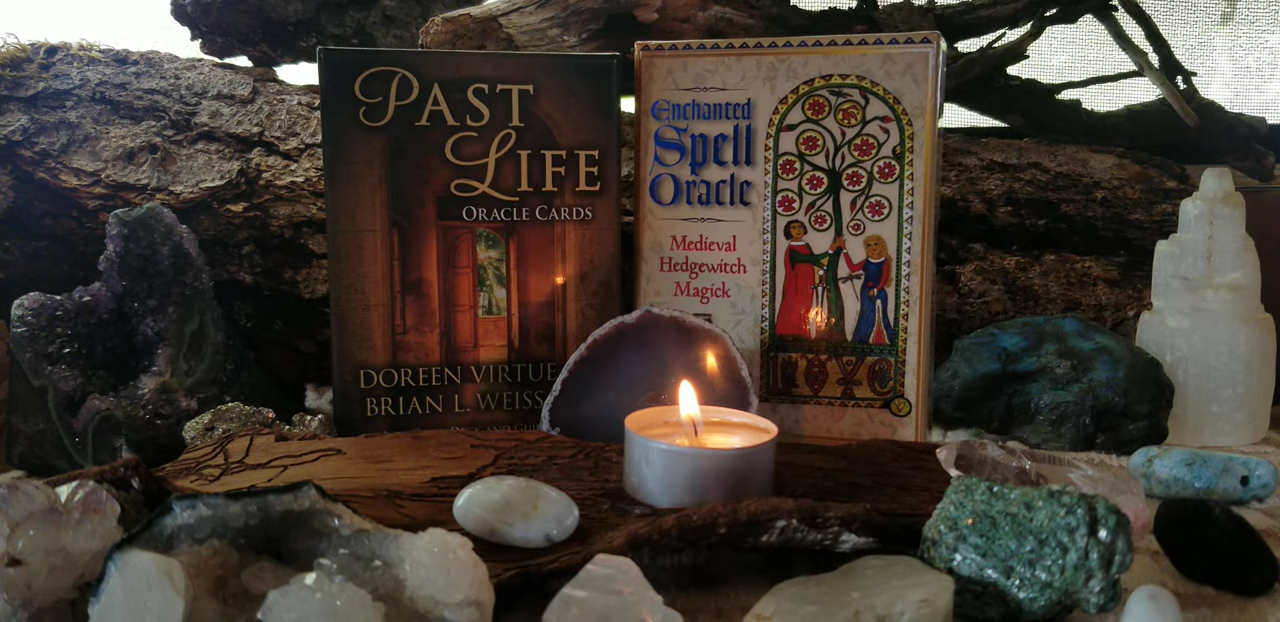 PAST
LIFE
ORACLE CARDS
DOREEN VIRTUE
BRIAN L. WEISS
Enchanted
Spell
Oracle
Medieval
Hedgewitch
Magick